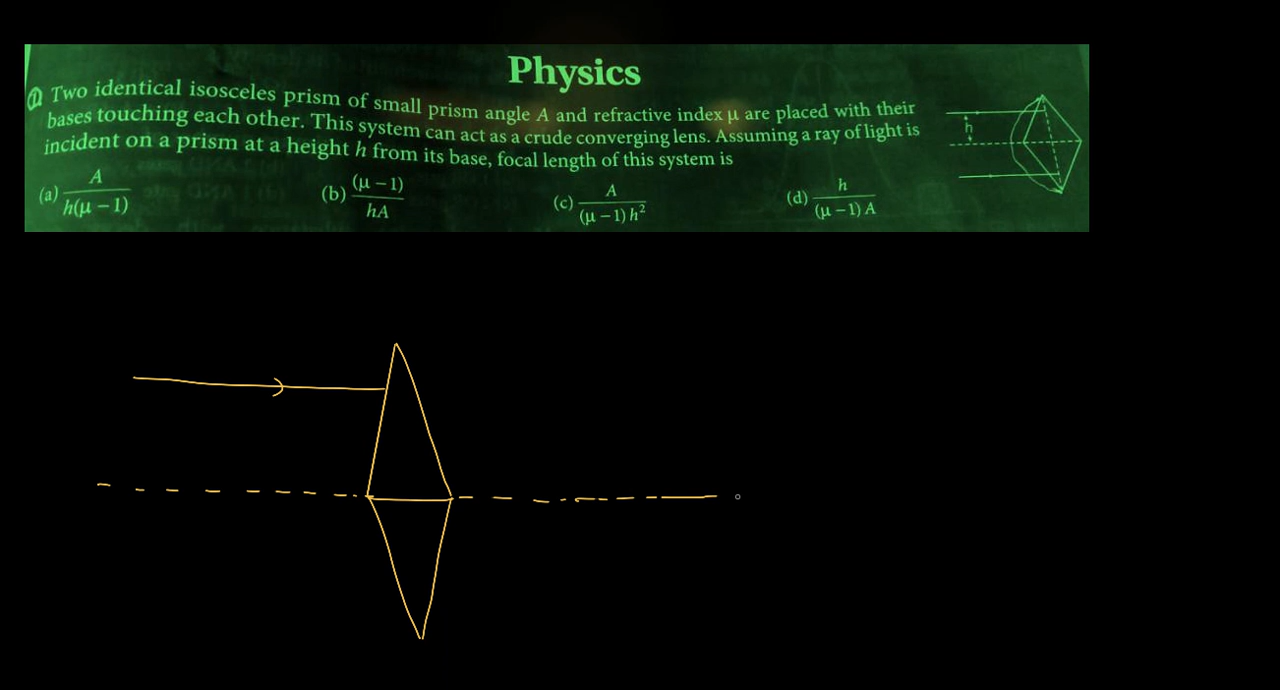 Physics
① Two identical isosceles prism of small prism angle A and refractive index μ are placed with their
bases touching each other. This system can act as a crude converging lens. Assuming a ray of light is
incident on a prism at a height h from its base, focal length of this system is
(a) A / h(μ – 1) (b) (μ – 1) / hA (c) A / (μ – 1) h² (d) h / (μ – 1) A
h